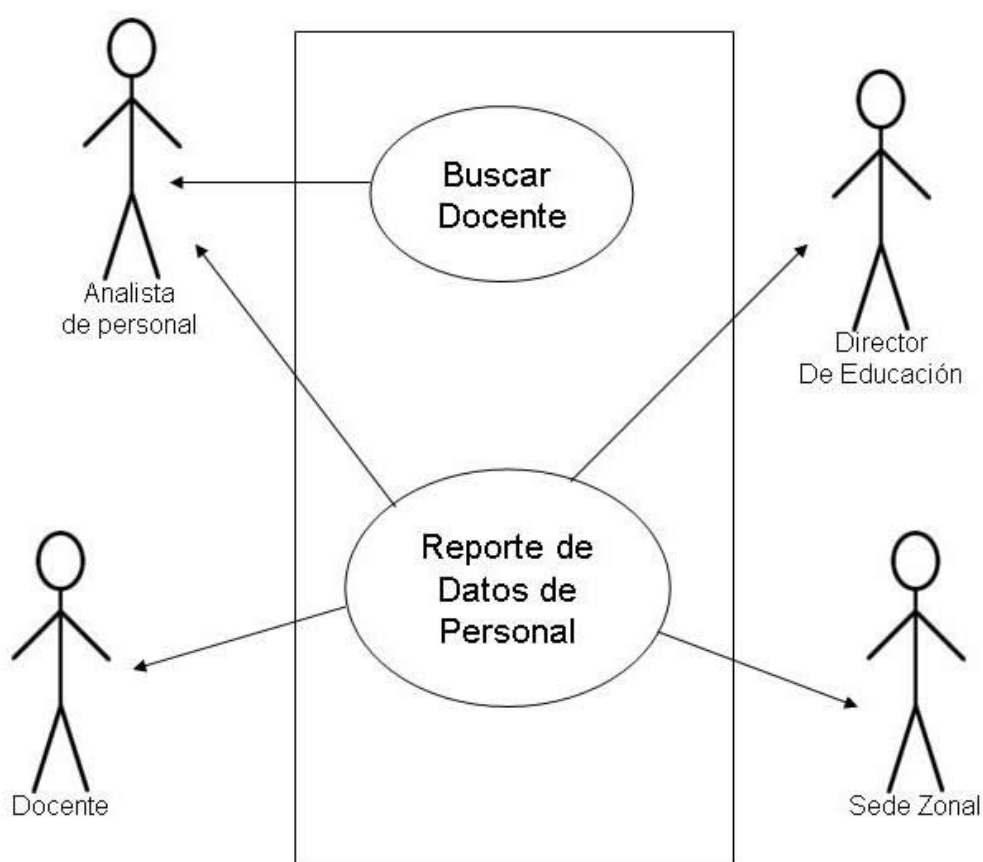 Buscar
Docente
Analista
de personal
Director
De Educación
Reporte de
Datos de
Personal
Docente
Sede Zonal